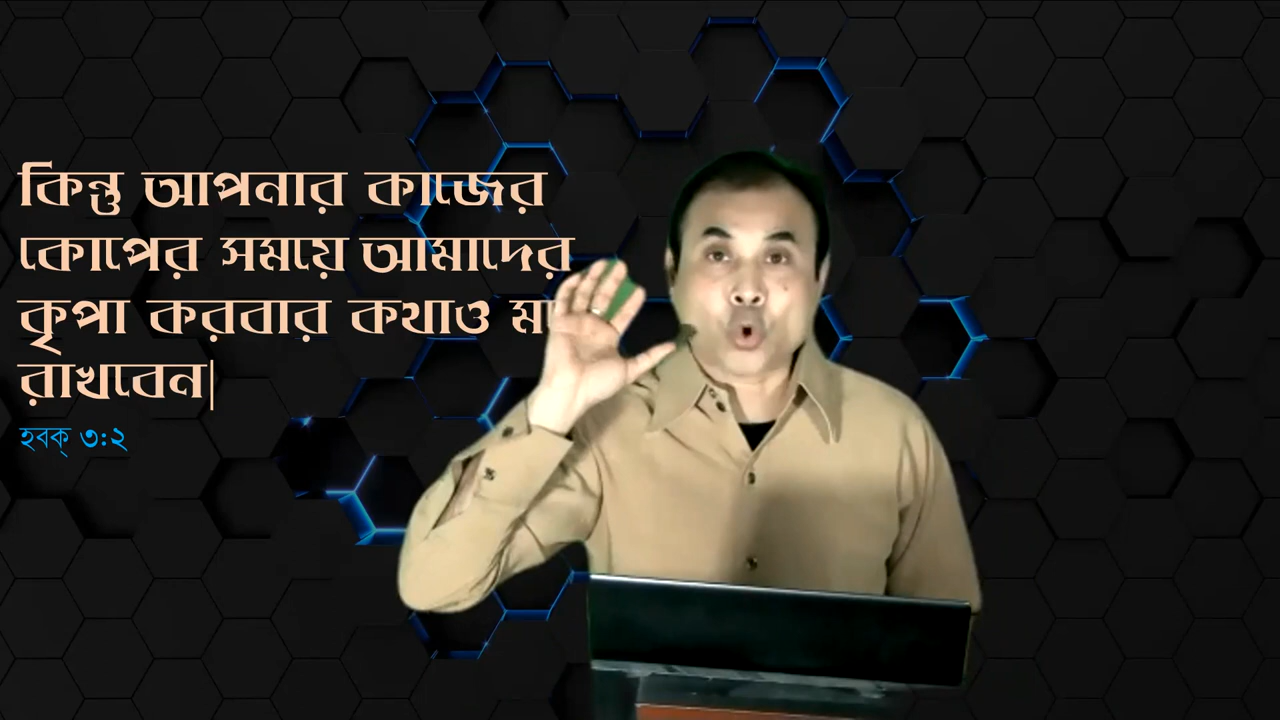 কিন্তু আপনার কাজের
কোপের সময়ে আমাদের
কৃপা করবার কথাও
রাখবেন|
হবক্ ৩:২